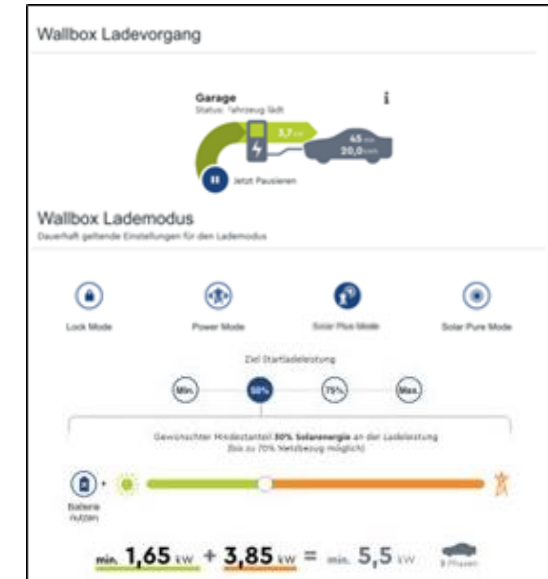 Wallbox Ladevorgang
Garage
i
Status: Fahrzeug lädt
3,7 kW
45 min
20,0 kWh
Jetzt Pausieren
Wallbox Lademodus
Dauerhaft geltende Einstellungen für den Lademodus
Lock Mode
Power Mode
Solar Plus Mode
Solar Pure Mode
Ziel Startladeleistung
Min.
50%
75%
Max.
Gewünschter Mindestanteil 30% Solarenergie an der Ladeleistung
(bis zu 70% Netzbezug möglich)
Batterie
nutzen
min. 1,65 kW + 3,85 kW = min. 5,5 kW
3 Phasen